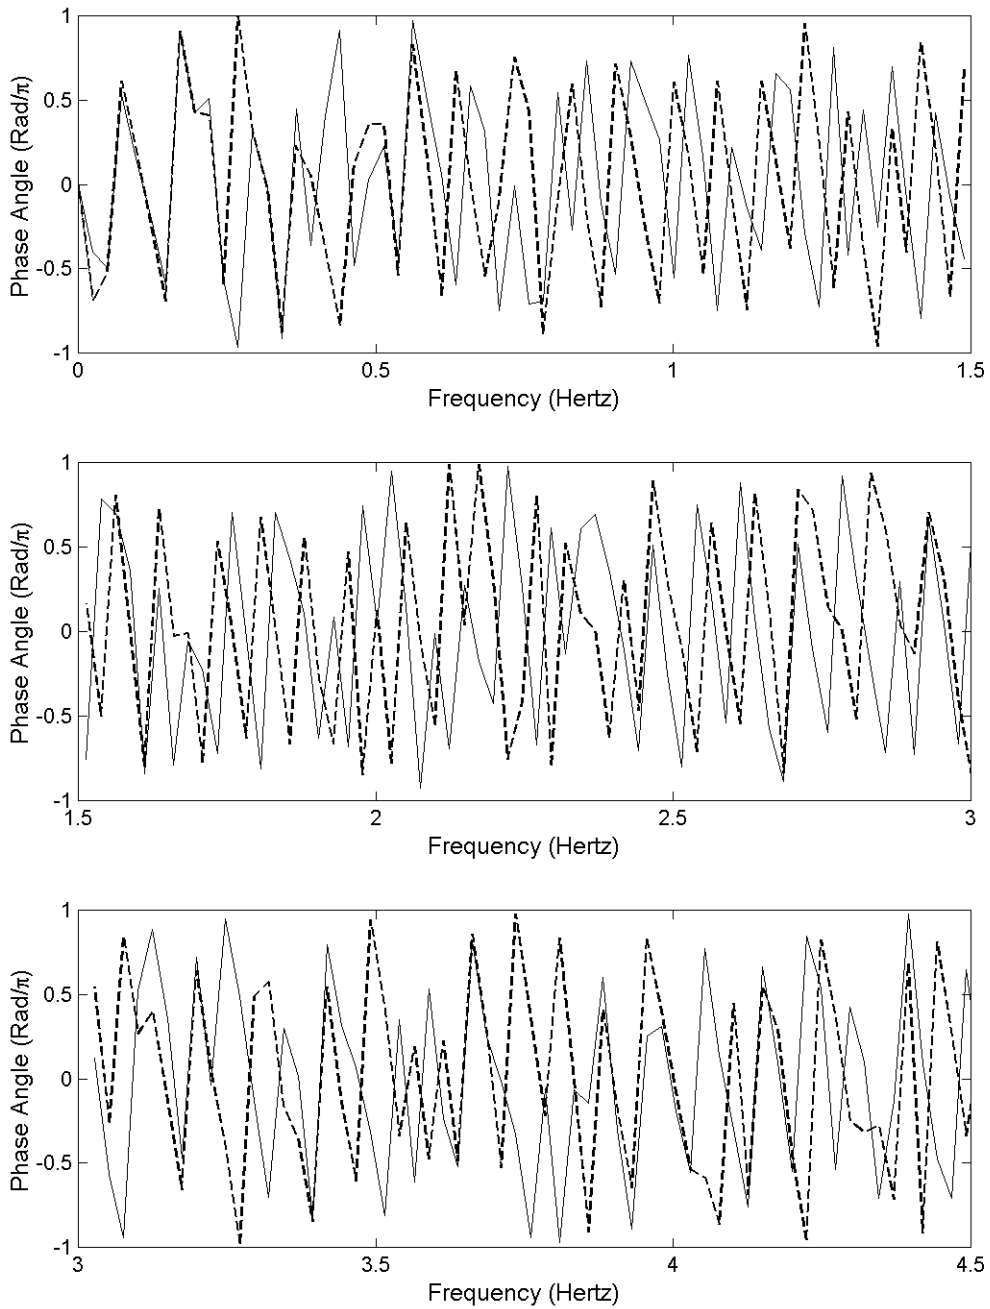 1
0.5
0
-0.5
-1
Phase Angle (Rad/π)
0 0.5 1 1.5
Frequency (Hertz)
1
0.5
0
-0.5
-1
Phase Angle (Rad/π)
1.5 2 2.5 3
Frequency (Hertz)
1
0.5
0
-0.5
-1
Phase Angle (Rad/π)
3 3.5 4 4.5
Frequency (Hertz)